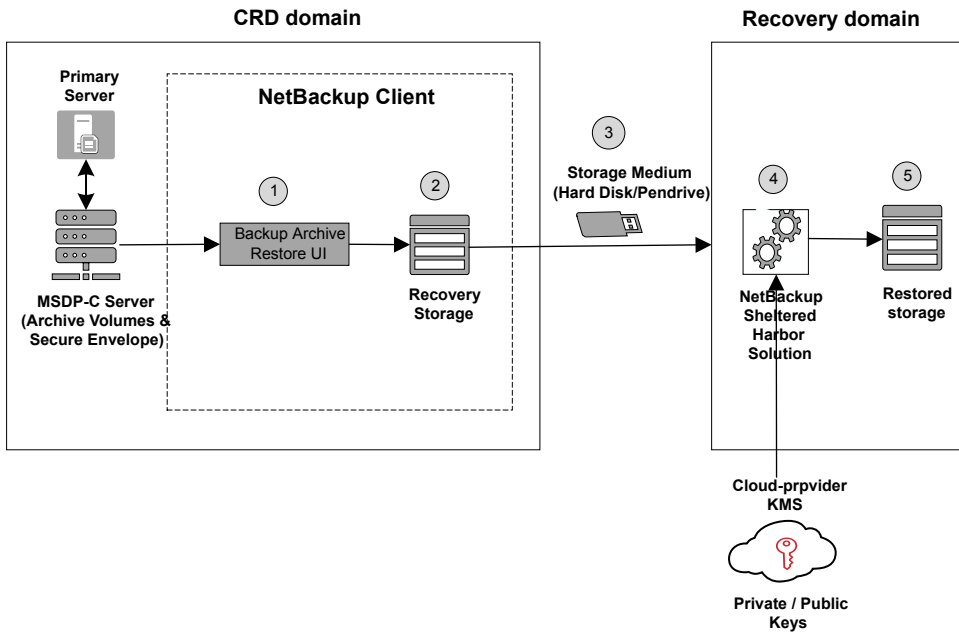 CRD domain
Recovery domain
Primary
Server
NetBackup Client
1
2
3
Storage Medium
(Hard Disk/Pendrive)
4
5
Backup Archive
Restore UI
MSDP-C Server
(Archive Volumes &
Secure Envelope)
Recovery
Storage
NetBackup
Sheltered
Harbor
Solution
Restored
storage
Cloud-prpvider
KMS
Private / Public
Keys